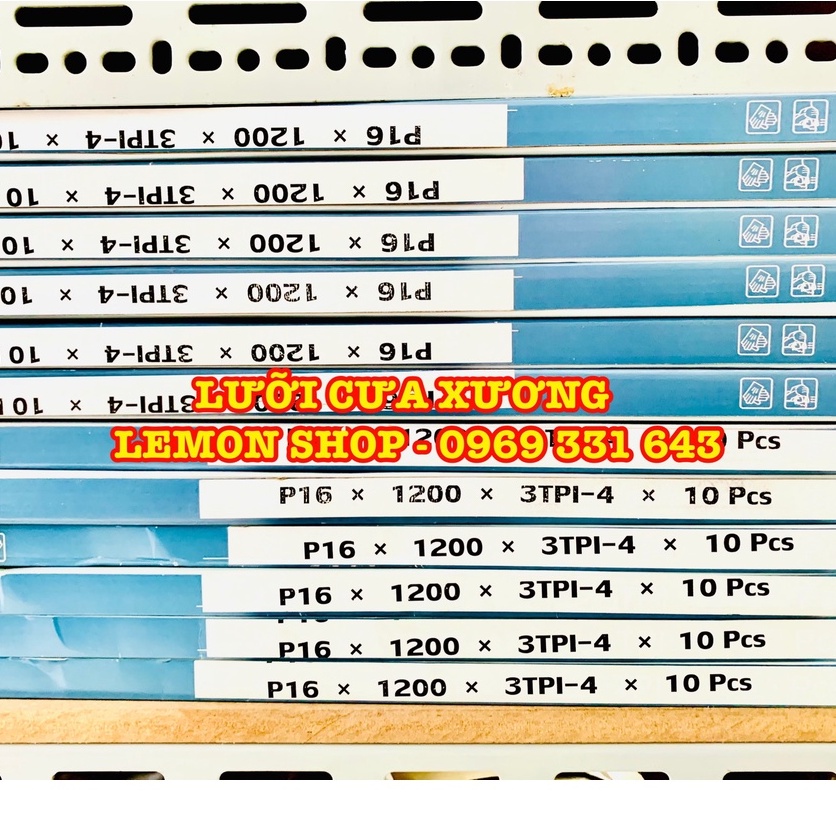 P16 × 1200 × 3TPI-4 × 1
P16 × 1200 × 3TPI-4 × 10
P16 × 1200 × 3TPI-4 × 10
P16 × 1200 × 3TPI-4 × 10
P16 × 1200 × 3TPI-4 × 10
3TPI-4 × 10
LƯỠI CƯA XƯƠNG
LEMON SHOP - 0969 331 643
Pcs
P16 × 1200 × 3TPI-4 × 10 Pcs
P16 × 1200 × 3TPI-4 × 10 Pcs
P16 × 1200 × 3TPI-4 × 10 Pcs
P16 × 1200 × 3TPI-4 × 10 Pcs
P16 × 1200 × 3TPI-4 × 10 Pcs